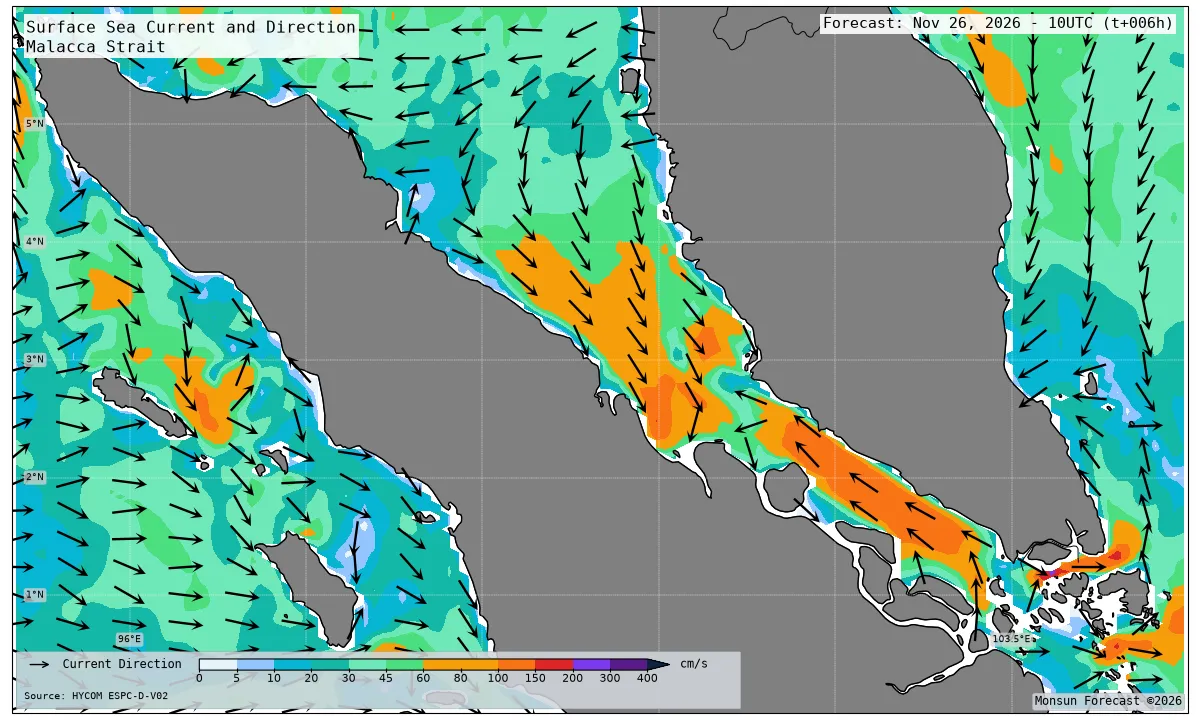 Surface Sea Current and Direction
Malacca Strait
Forecast: Nov 26, 2026 - 10UTC (t+006h)
5°N
4°N
3°N
2°N
1°N
96°E
103.5°E
Current Direction
0 5 10 20 30 45 60 80 100 150 200 300 400 cm/s
Source: HYCOM ESPC-D-V02
Monsun Forecast ©2026